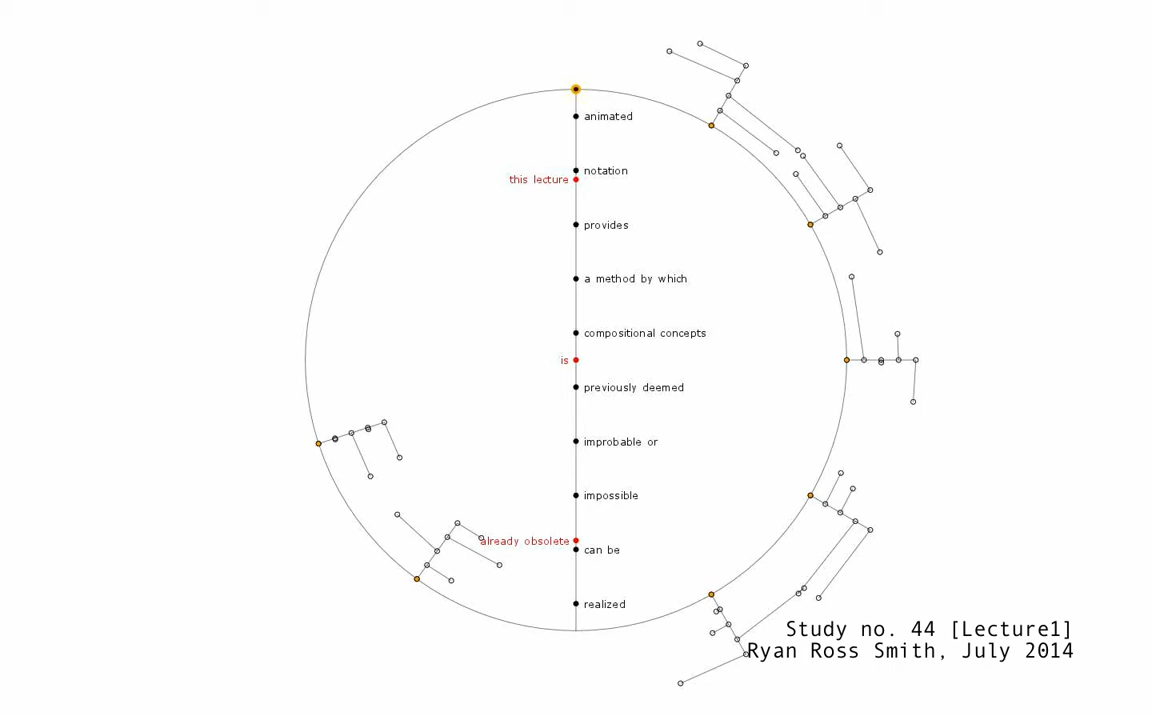 animated
notation
this lecture
provides
a method by which
compositional concepts
is
previously deemed
improbable or
impossible
already obsolete
can be
realized
Study no. 44 [Lecture1]
Ryan Ross Smith, July 2014